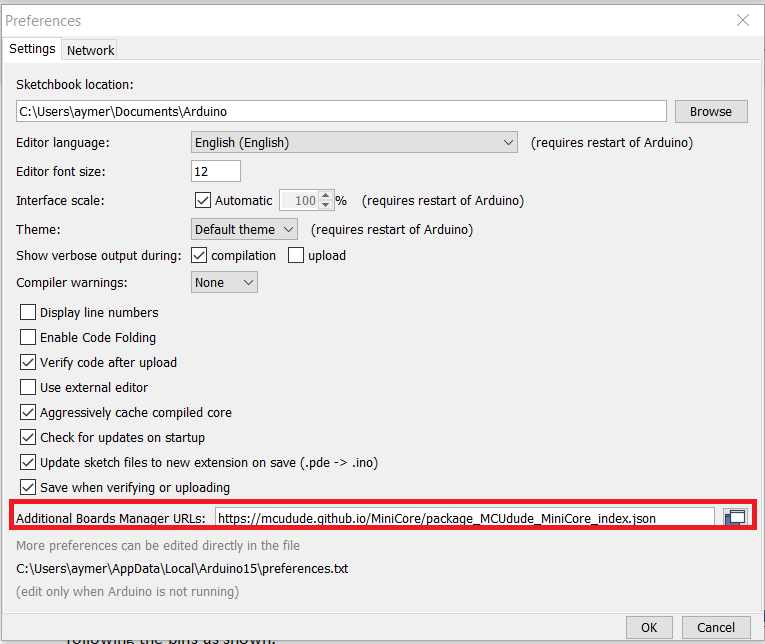 Preferences
Settings Network
Sketchbook location:
C:\Users\aymer\Documents\Arduino Browse
Editor language: English (English) (requires restart of Arduino)
Editor font size: 12
Interface scale: Automatic 100 % (requires restart of Arduino)
Theme: Default theme (requires restart of Arduino)
Show verbose output during: compilation upload
Compiler warnings: None
Display line numbers
Enable Code Folding
Verify code after upload
Use external editor
Aggressively cache compiled core
Check for updates on startup
Update sketch files to new extension on save (.pde -> .ino)
Save when verifying or uploading
Additional Boards Manager URLs: https://mcudude.github.io/MiniCore/package_MCUdude_MiniCore_index.json
More preferences can be edited directly in the file
C:\Users\aymer\AppData\Local\Arduino15\preferences.txt
(edit only when Arduino is not running)
OK Cancel
following the pins as shown.